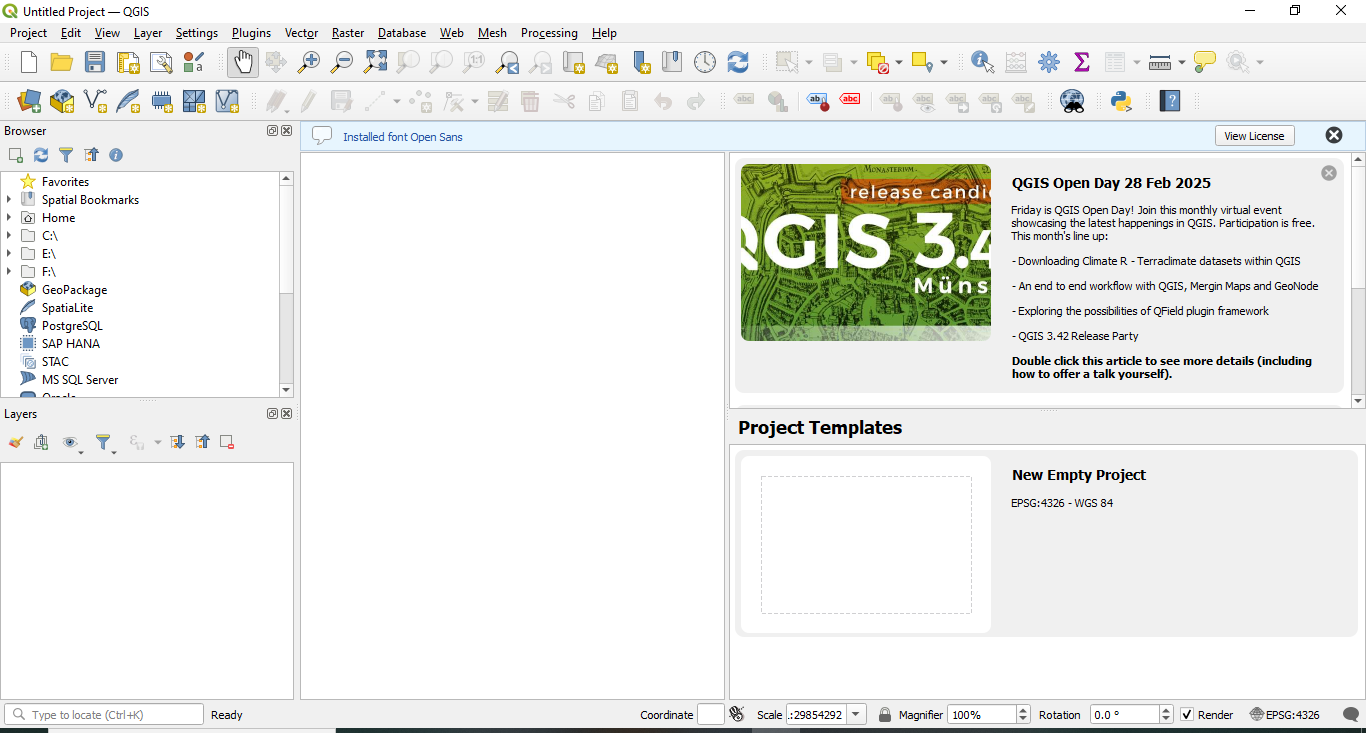 Untitled Project — QGIS
Project Edit View Layer Settings Plugins Vector Raster Database Web Mesh Processing Help
abc
ab
abc
Browser
Installed font Open Sans
View License
Favorites
Spatial Bookmarks
Home
C:\
E:\
F:\
GeoPackage
SpatiaLite
PostgreSQL
SAP HANA
STAC
MS SQL Server
Oracle
MONASTERIVM
release candi
QGIS 3.4
Müns
QGIS Open Day 28 Feb 2025
Friday is QGIS Open Day! Join this monthly virtual event
showcasing the latest happenings in QGIS. Participation is free.
This month's line up:
- Downloading Climate R - Terraclimate datasets within QGIS
- An end to end workflow with QGIS, Mergin Maps and GeoNode
- Exploring the possibilities of QField plugin framework
- QGIS 3.42 Release Party
Double click this article to see more details (including
how to offer a talk yourself).
Layers
Project Templates
New Empty Project
EPSG:4326 - WGS 84
Type to locate (Ctrl+K)
Ready
Coordinate
Scale .:29854292
Magnifier 100%
Rotation 0.0 °
Render
EPSG:4326